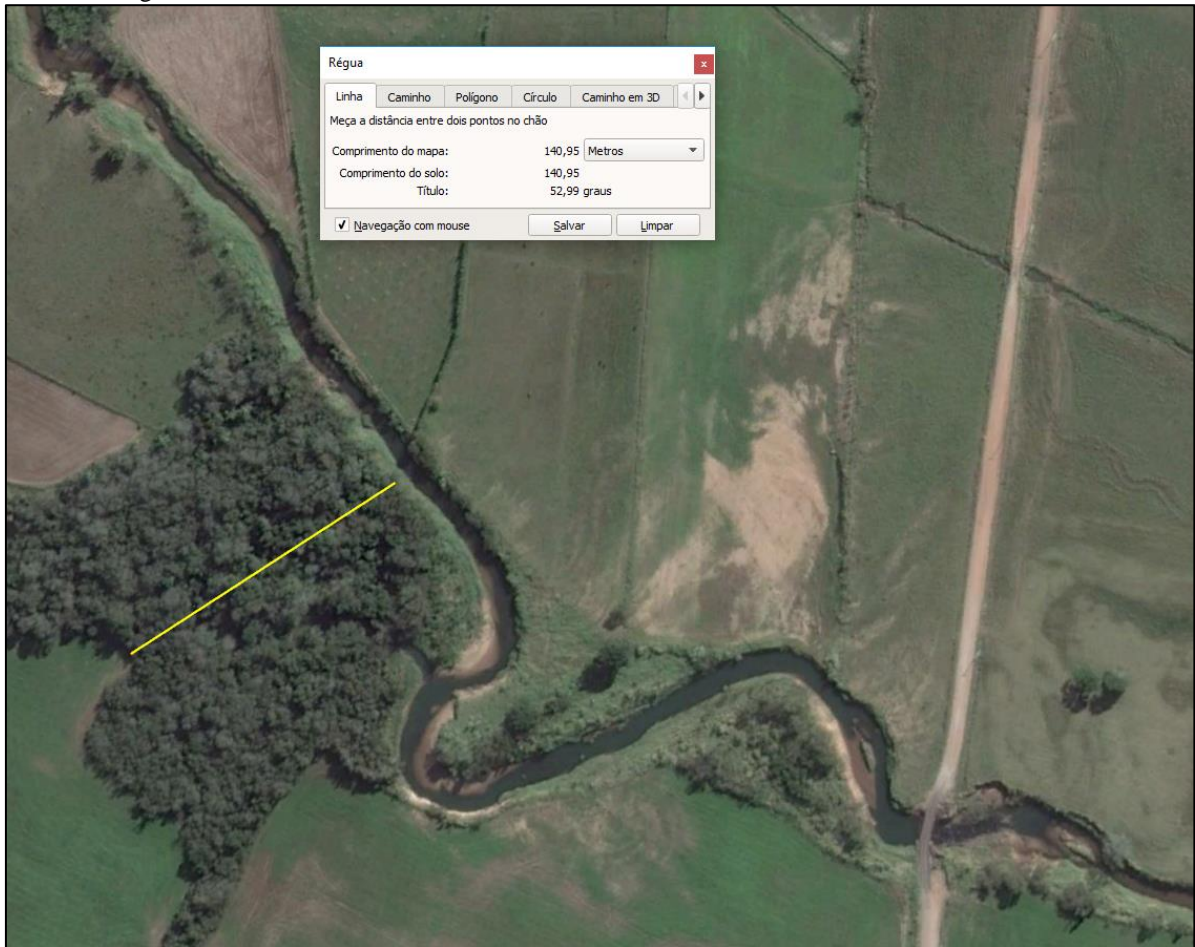 Régua
x
Linha Caminho Polígono Círculo Caminho em 3D
Meça a distância entre dois pontos no chão
Comprimento do mapa: 140,95 Metros
Comprimento do solo: 140,95
Título: 52,99 graus
Navegação com mouse Salvar Limpar